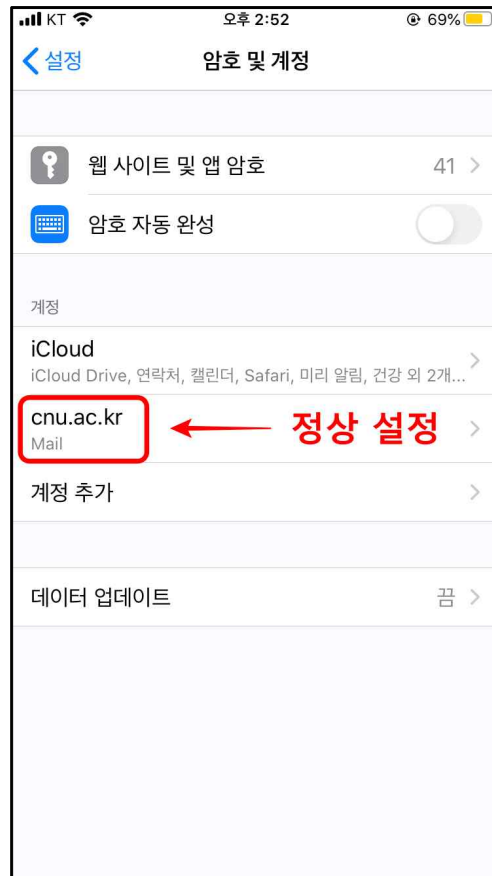 KT 오후 2:52 69%
설정 암호 및 계정
웹 사이트 및 앱 암호 41
암호 자동 완성
계정
iCloud
iCloud Drive, 연락처, 캘린더, Safari, 미리 알림, 건강 외 2개...
cnu.ac.kr
Mail
정상 설정
계정 추가
데이터 업데이트 끔